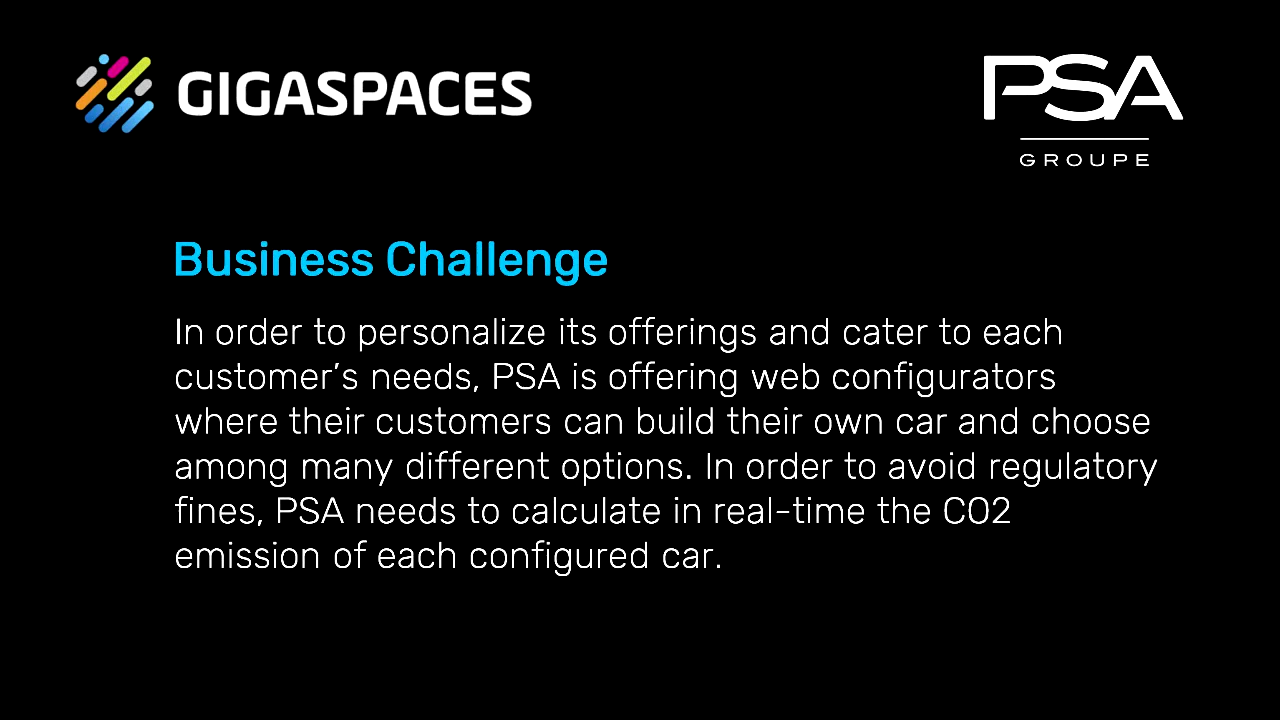 GIGASPACES
PSA
GROUPE
Business Challenge
In order to personalize its offerings and cater to each
customer's needs, PSA is offering web configurators
where their customers can build their own car and choose
among many different options. In order to avoid regulatory
fines, PSA needs to calculate in real-time the CO2
emission of each configured car.